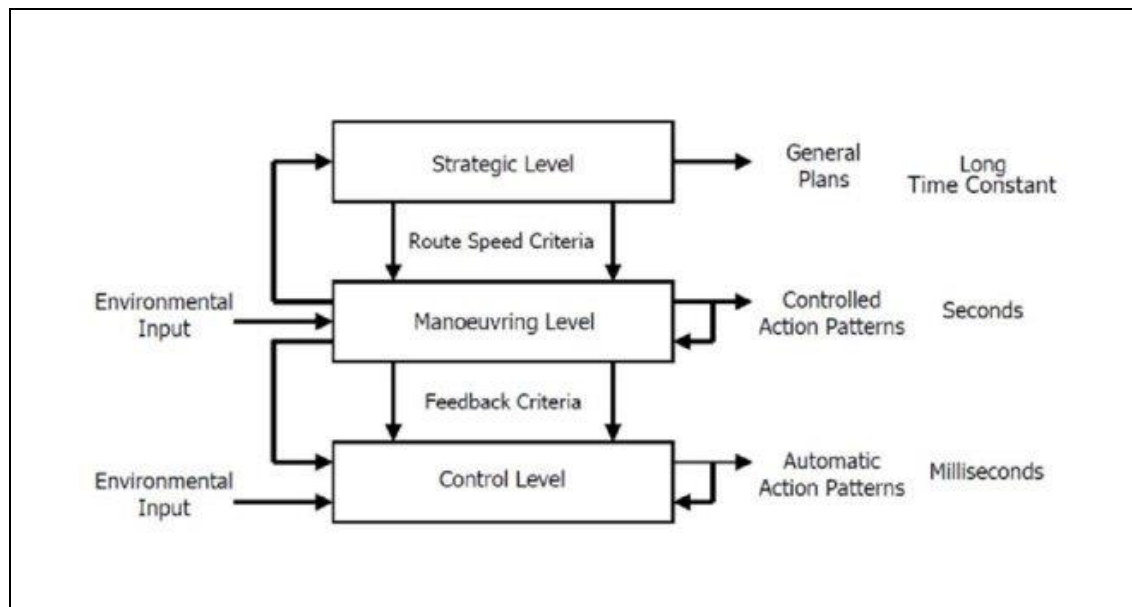 Strategic Level
General
Plans
Long
Time Constant
Route Speed Criteria
Environmental
Input
Manoeuvring Level
Controlled
Action Patterns
Seconds
Feedback Criteria
Environmental
Input
Control Level
Automatic
Action Patterns
Milliseconds